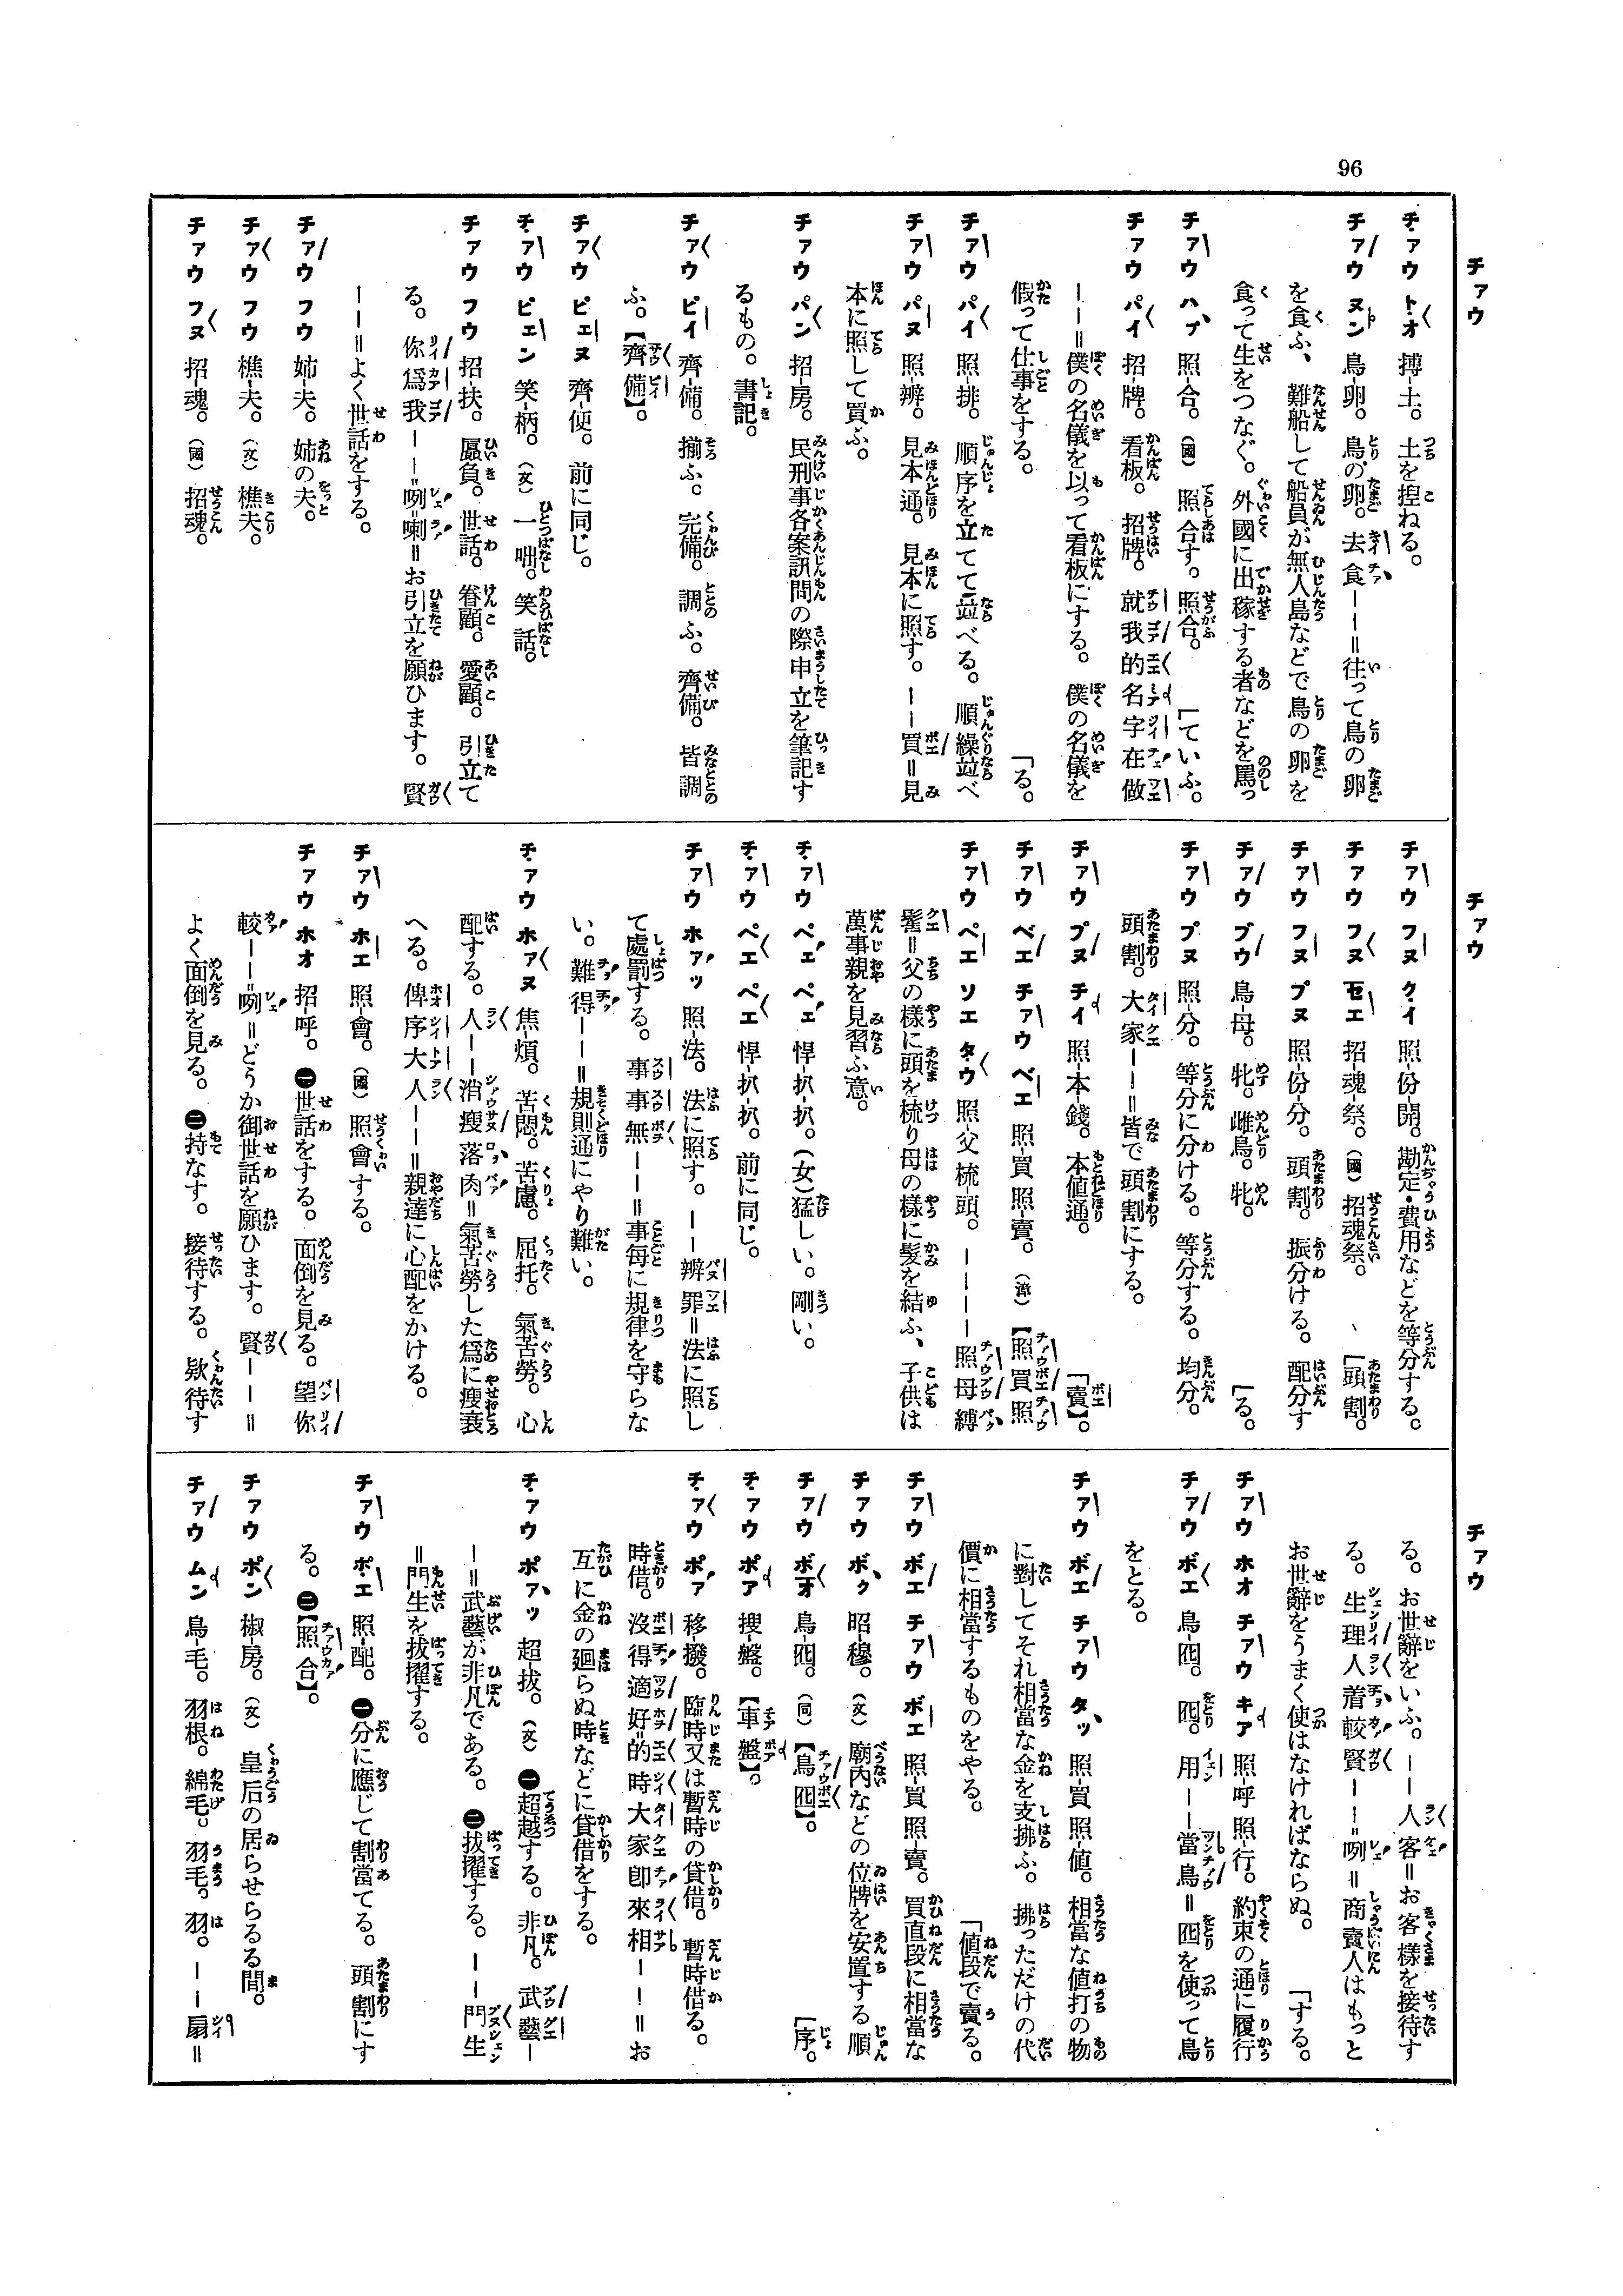 96
チァウ
チァウ
チァウ
チァウ ト・オ 搏-土。土を捏ねる。
チァウ ヌン 鳥-卵。鳥の卵。去食——＝往って鳥の卵
を食ふ、難船して船員が無人島などで鳥の卵を
食って生をつなぐ。外國に出稼する者などを罵っ
チァウ ハプ 照-合。（國）照合す。照合。　［ていふ。
チァウ パイ 招-牌。看板。招牌。就我的名字在做
——＝僕の名儀を以って看板にする。僕の名儀を
假って仕事をする。　［る。
チァウ パイ 照-排。順序を立てて竝べる。順繰竝べ
チァウ パヌ 照-辨。見本通。見本に照す。——買＝見
本に照して買ふ。
チァウ パン 招-房。民刑事各案訊問の際申立を筆記す
るもの。書記。
チァウ ピイ 齊-備。揃ふ。完備。調ふ。齊備。皆調
ふ。【齊備】。
チァウ ピェヌ 齊-便。前に同じ。
チ・ァウ ピェン 笑-柄。（文）一咄。笑話。
チァウ フウ 招-扶。贔負。世話。眷顧。愛顧。引立て
る。你爲我——＝咧＝喇＝お引立を願ひます。賢
——＝よく世話をする。
チァウ フウ 姉-夫。姉の夫。
チァウ フウ 樵-夫。（文）樵夫。
チァウ フヌ 招-魂。（國）招魂。
チァウ フヌ ク・イ 照-份-開。勘定・費用などを等分する。
チァウ フヌ 招-魂-祭。（國）招魂祭。　［頭割。
チァウ フヌ プヌ 照-份分。頭割。振分ける。配分す
チァウ ブウ 鳥-母。牝。雌鳥。牝。　［る。
チァウ プヌ 照-分。等分に分ける。等分する。均分。
頭割。大家——＝皆で頭割にする。
チァウ プヌ チイ 照-本-錢。本値通。　［賣】。
チァウ ベエ チァウ ベエ 照-買 照-賣。（漳）【照買照
チァウ ペエ ソエ タ・ウ 照-父 梳-頭。————照母縛
髻＝父の様に頭を梳り母の様に髮を結ふ、子供は
萬事親を見習ふ意。
チ・ァウ ペェ ペェ 悍-扒-扒。（女）猛しい。剛い。
チ・ァウ ペエ ペエ 悍-扒-扒。前に同じ。
チァウ ホァッ 照-法。法に照す。——辨罪＝法に照し
て處罰する。事事無——＝事毎に規律を守らな
い。難得——＝規則通にやり難い。
チ・ァウ ホァヌ 焦-煩。苦悶。苦慮。屈托。氣苦勞。心
配する。人——消瘦落肉＝氣苦勞した爲に瘦衰
へる。俾序大人——＝親達に心配をかける。
チァウ ホエ 照-會。（國）照會する。
チァウ ホオ 招-呼。㊀世話をする。面倒を見る。望你
較——＝咧＝どうか御世話を願ひます。賢——＝
よく面倒を見る。㊁持なす。接待する。欵待す
る。お世辭をいふ。——人客＝お客様を接待す
る。生理人着較賢——＝咧＝商賣人はもっと
お世辭をうまく使はなければならぬ。　［する。
チァウ ホオ チァウ キア 照-呼 照-行。約束の通に履行
チァウ ボエ 鳥-囮。囮。用——當鳥＝囮を使って鳥
をとる。
チァウ ボエ チァウ タッ 照-買 照-値。相當な値打の物
に對してそれ相當な金を支拂ふ。拂っただけの代
價に相當するものをやる。　［値段で賣る。
チァウ ボエ チァウ ボエ 照-買 照-賣。買直段に相當な
チァウ ボク 昭-穆。（文）廟內などの位牌を安置する順
チァウ ボオ 鳥-囮。（同）【鳥囮】。　［序。
チ・ァウ ポア 搜-盤。【車盤】。
チ・ァウ ポァ 移-撥。臨時又は暫時の貸借。暫時借る。
時借。沒得適好＝的時大家卽來相——＝お
互に金の廻らぬ時などに貸借をする。
チ・ァウ ポァッ 超-拔。（文）㊀超越する。非凡。武藝—
—＝武藝が非凡である。㊁拔擢する。——門生
＝門生を拔擢する。
チァウ ポ・エ 照-配。㊀分に應じて割當てる。頭割にす
る。㊁【照合】。
チァウ ポン 椒-房。（文）皇后の居らせらるる間。
チァウ ムン 鳥-毛。羽根。綿毛。羽毛。羽。——扇＝